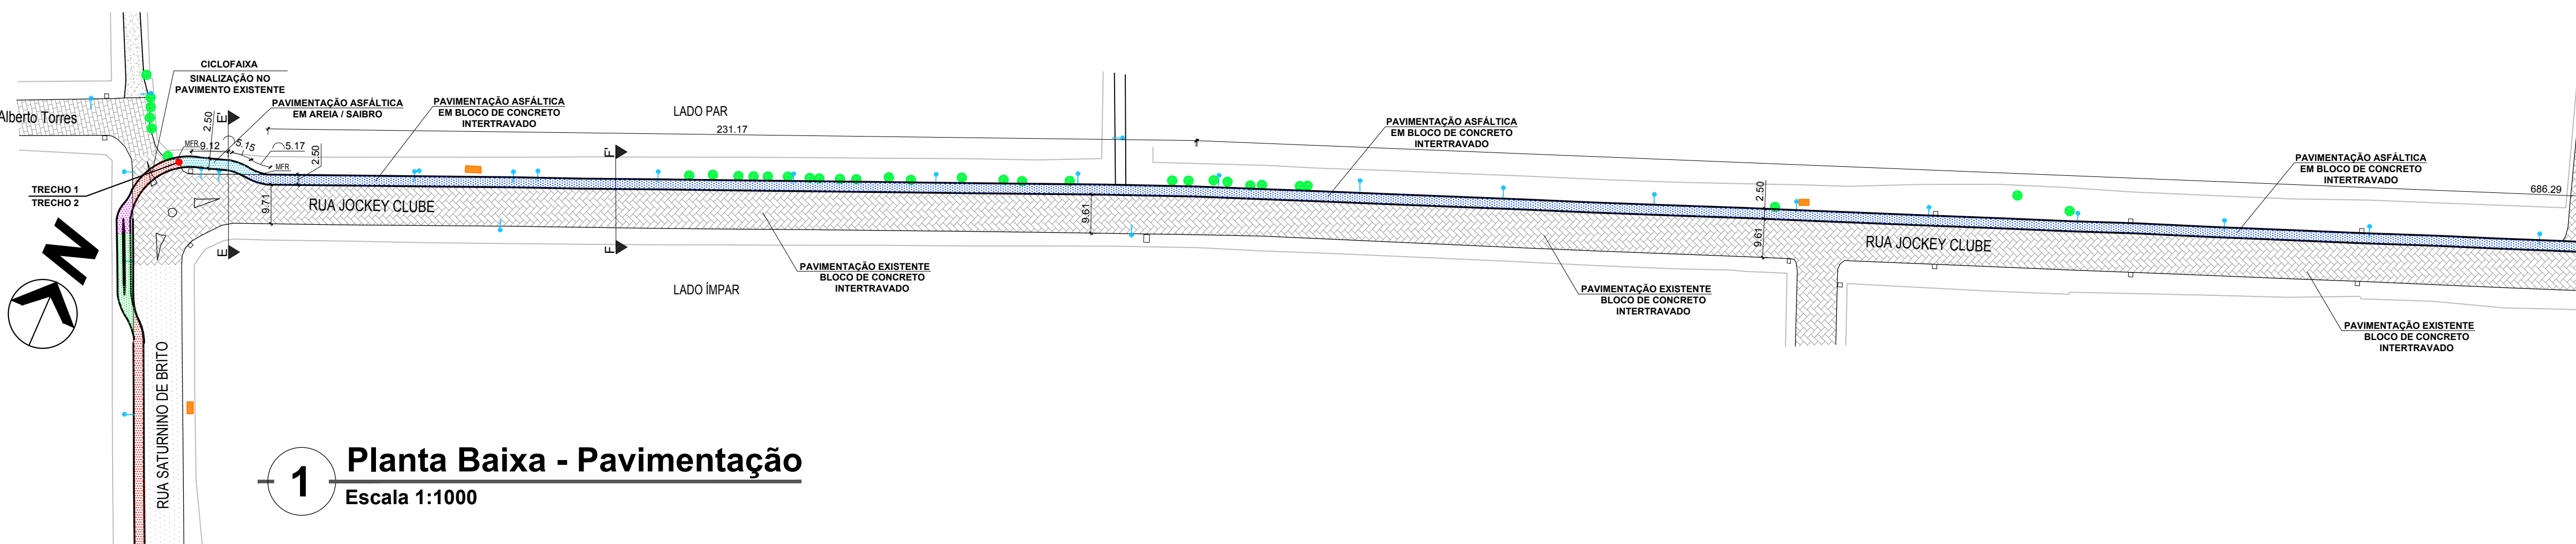 CICLOFAIXA
SINALIZAÇÃO NO
PAVIMENTO EXISTENTE
PAVIMENTAÇÃO ASFÁLTICA
EM AREIA / SAIBRO
PAVIMENTAÇÃO ASFÁLTICA
EM BLOCO DE CONCRETO
INTERTRAVADO
LADO PAR
231.17
PAVIMENTAÇÃO ASFÁLTICA
EM BLOCO DE CONCRETO
INTERTRAVADO
PAVIMENTAÇÃO ASFÁLTICA
EM BLOCO DE CONCRETO
INTERTRAVADO
686.29
Alberto Torres
2.50
E'
MFR
9.12
5.15
5.17
MFR
2.50
F'
2.50
TRECHO 1
TRECHO 2
9.71
RUA JOCKEY CLUBE
9.61
9.61
RUA JOCKEY CLUBE
N
E
F
PAVIMENTAÇÃO EXISTENTE
BLOCO DE CONCRETO
INTERTRAVADO
LADO ÍMPAR
PAVIMENTAÇÃO EXISTENTE
BLOCO DE CONCRETO
INTERTRAVADO
PAVIMENTAÇÃO EXISTENTE
BLOCO DE CONCRETO
INTERTRAVADO
RUA SATURNINO DE BRITO
1
Planta Baixa - Pavimentação
Escala 1:1000